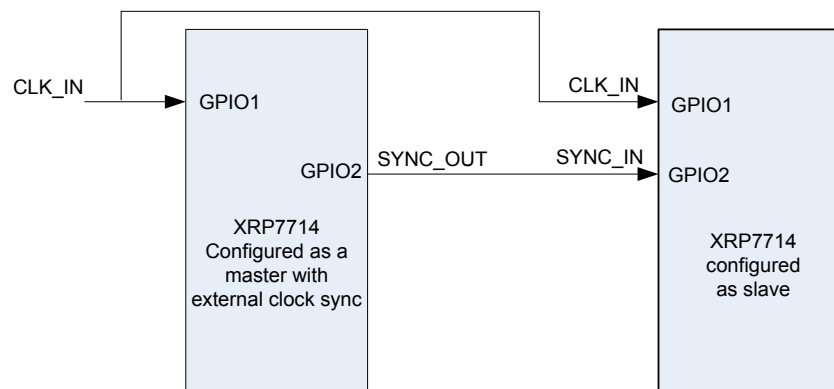 CLK_IN
GPIO1
GPIO2
XRP7714
Configured as a
master with
external clock sync
SYNC_OUT
SYNC_IN
CLK_IN
GPIO1
GPIO2
XRP7714
configured
as slave